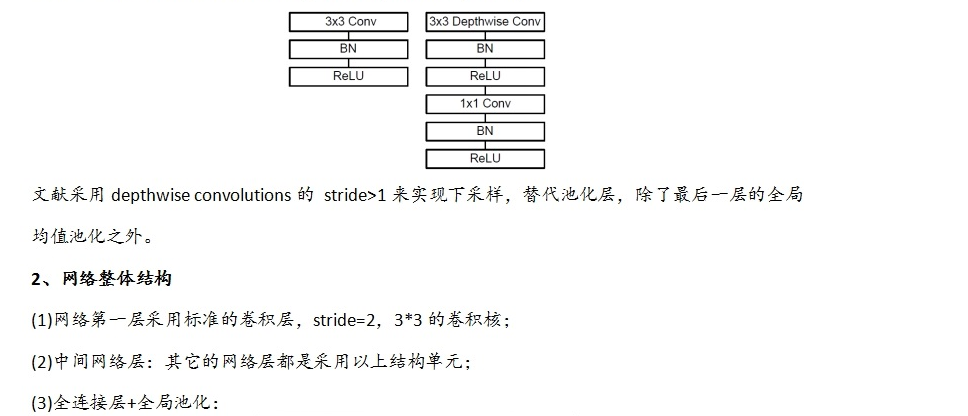 3x3 Conv
BN
ReLU
3x3 Depthwise Conv
BN
ReLU
1x1 Conv
BN
ReLU
文献采用 depthwise convolutions 的 stride>1 来实现下采样，替代池化层，除了最后一层的全局
均值池化之外。
2、网络整体结构
(1)网络第一层采用标准的卷积层，stride=2，3*3 的卷积核；
(2)中间网络层：其它的网络层都是采用以上结构单元；
(3)全连接层+全局池化：